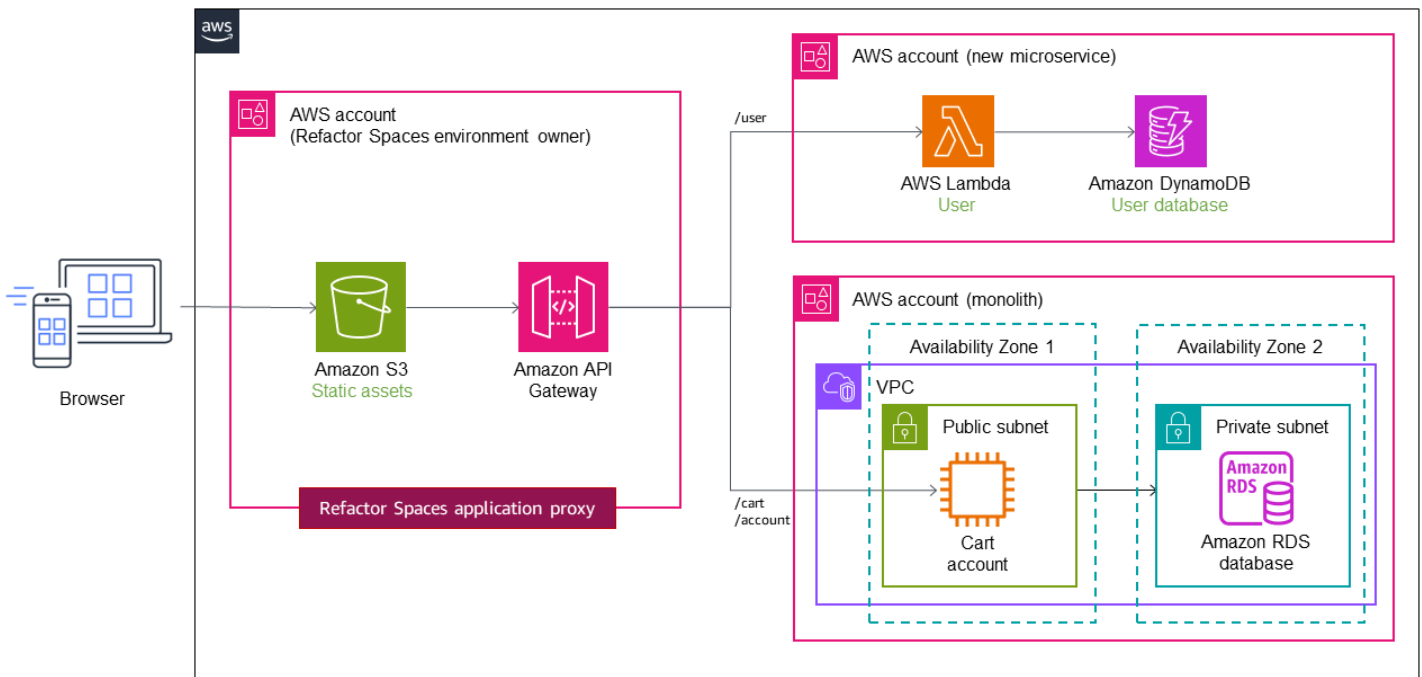 aws
AWS account (new microservice)
/user
AWS Lambda
User
Amazon DynamoDB
User database
AWS account
(Refactor Spaces environment owner)
Browser
Amazon S3
Static assets
</>
Amazon API
Gateway
Refactor Spaces application proxy
AWS account (monolith)
Availability Zone 1
Availability Zone 2
VPC
Public subnet
Private subnet
/cart
/account
Cart
account
Amazon
RDS
Amazon RDS
database